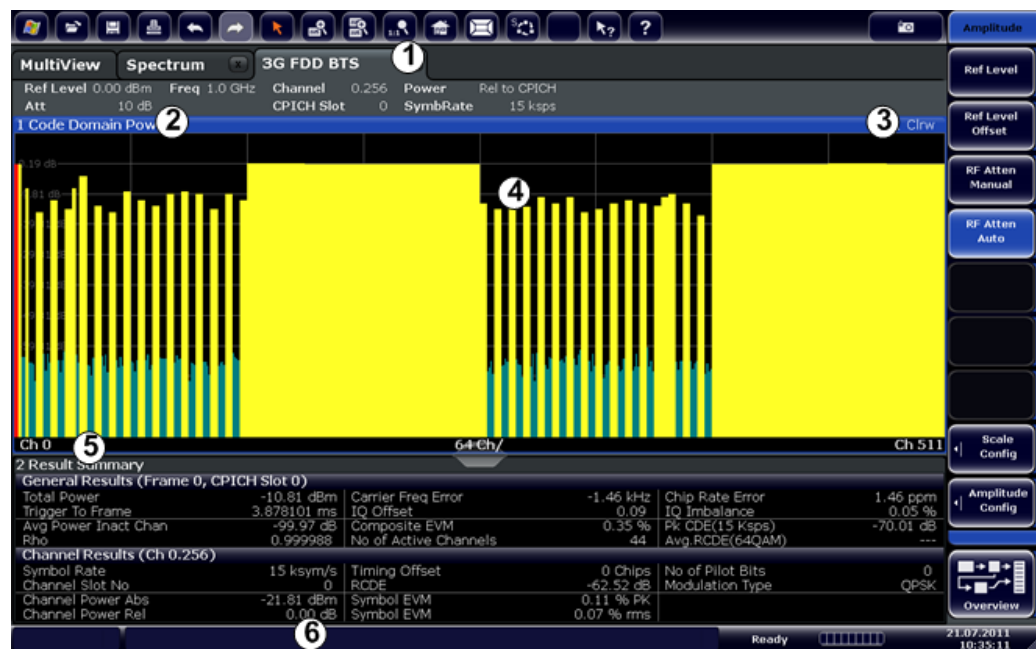 S
1:1
?
?
Amplitude
MultiView Spectrum x 3G FDD BTS 1
Ref Level 0.00 dBm Freq 1.0 GHz Channel 0.256 Power Rel to CPICH
Att 10 dB CPICH Slot 0 SymbRate 15 ksps
1 Code Domain Pow 2 3 Clrw
0.19 dB
4
Ch 0 64 Ch/ Ch 511
5
2 Result Summary
General Results (Frame 0, CPICH Slot 0)
Total Power -10.81 dBm Carrier Freq Error -1.46 kHz Chip Rate Error 1.46 ppm
Trigger To Frame 3.878101 ms IQ Offset 0.09 IQ Imbalance 0.05 %
Avg Power Inact Chan -99.97 dB Composite EVM 0.35 % Pk CDE(15 Ksps) -70.01 dB
Rho 0.999988 No of Active Channels 44 Avg.RCDE(64QAM) ---
Channel Results (Ch 0.256)
Symbol Rate 15 ksym/s Timing Offset 0 Chips No of Pilot Bits 0
Channel Slot No 0 RCDE -62.52 dB Modulation Type QPSK
Channel Power Abs -21.81 dBm Symbol EVM 0.11 % PK
Channel Power Rel 0.00 dB Symbol EVM 0.07 % rms
6
Ready
21.07.2011
10:35:11
Ref Level
Ref Level
Offset
RF Atten
Manual
RF Atten
Auto
Scale
Config
Amplitude
Config
Overview